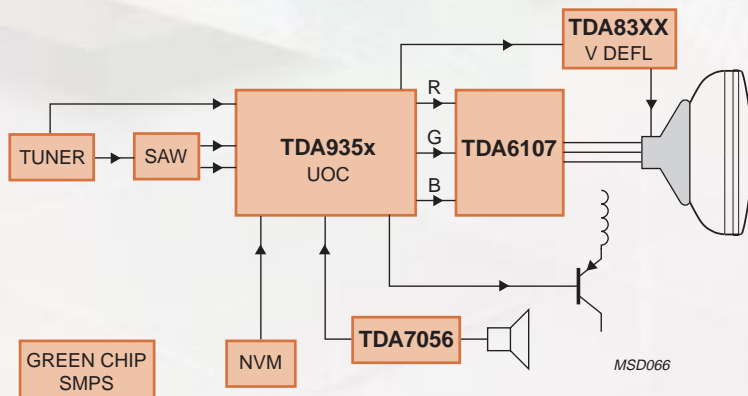 TDA83XX
V DEFL
R
TUNER
SAW
TDA935x
UOC
G
TDA6107
B
GREEN CHIP
SMPS
NVM
TDA7056
MSD066